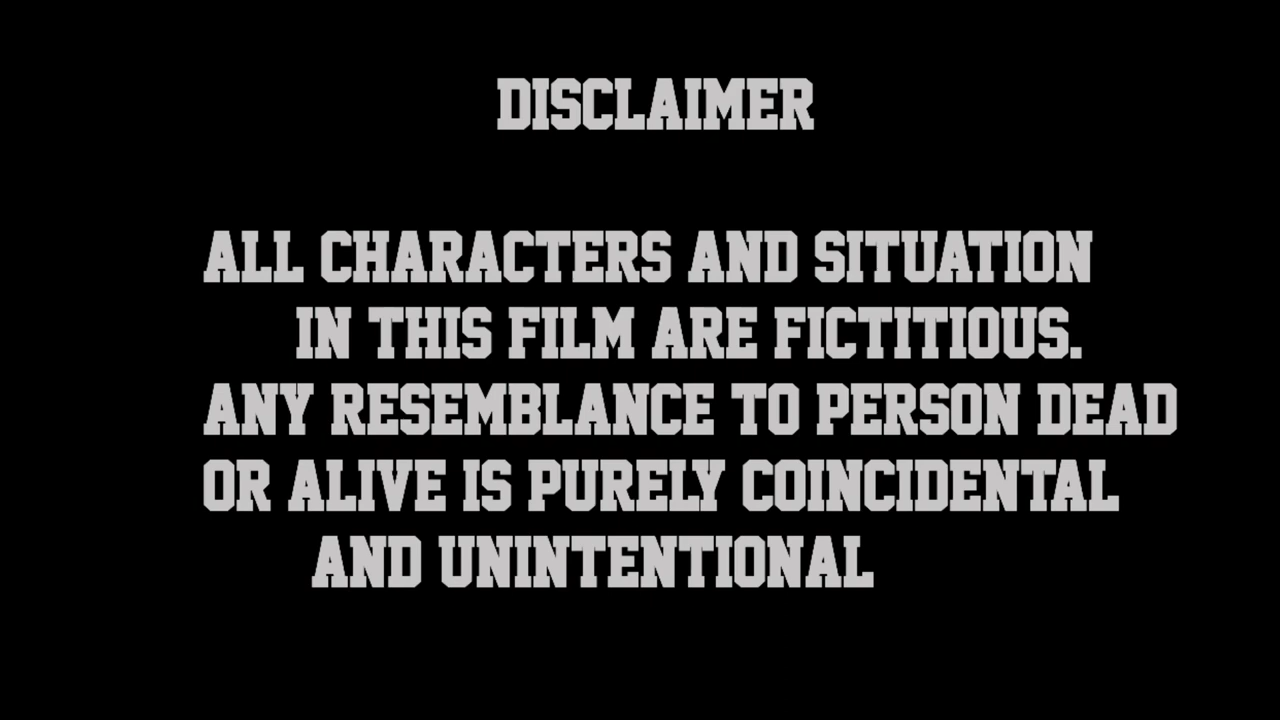 DISCLAIMER
ALL CHARACTERS AND SITUATION
IN THIS FILM ARE FICTITIOUS.
ANY RESEMBLANCE TO PERSON DEAD
OR ALIVE IS PURELY COINCIDENTAL
AND UNINTENTIONAL